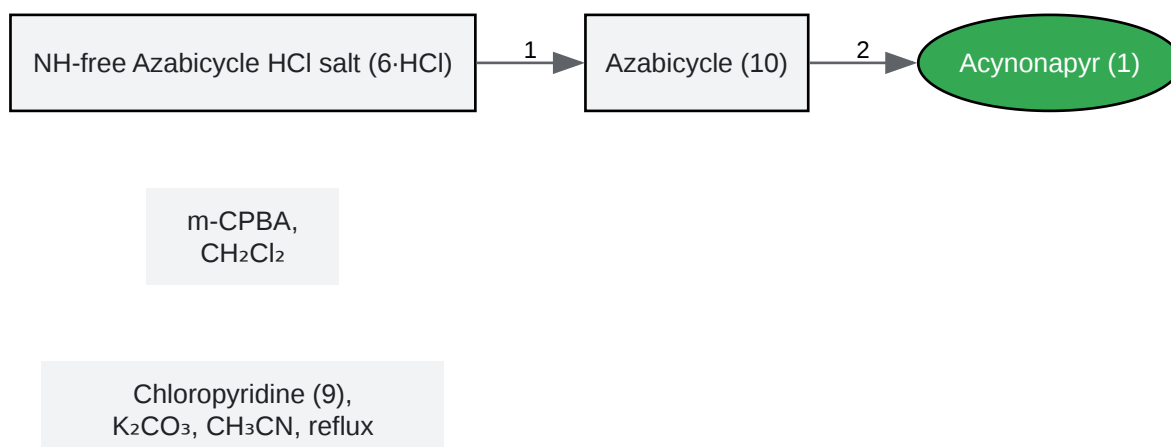 NH-free Azabicycle HCl salt (6·HCl)
1
Azabicycle (10)
2
Acynonapyr (1)
m-CPBA,
CH₂Cl₂
Chloropyridine (9),
K₂CO₃, CH₃CN, reflux